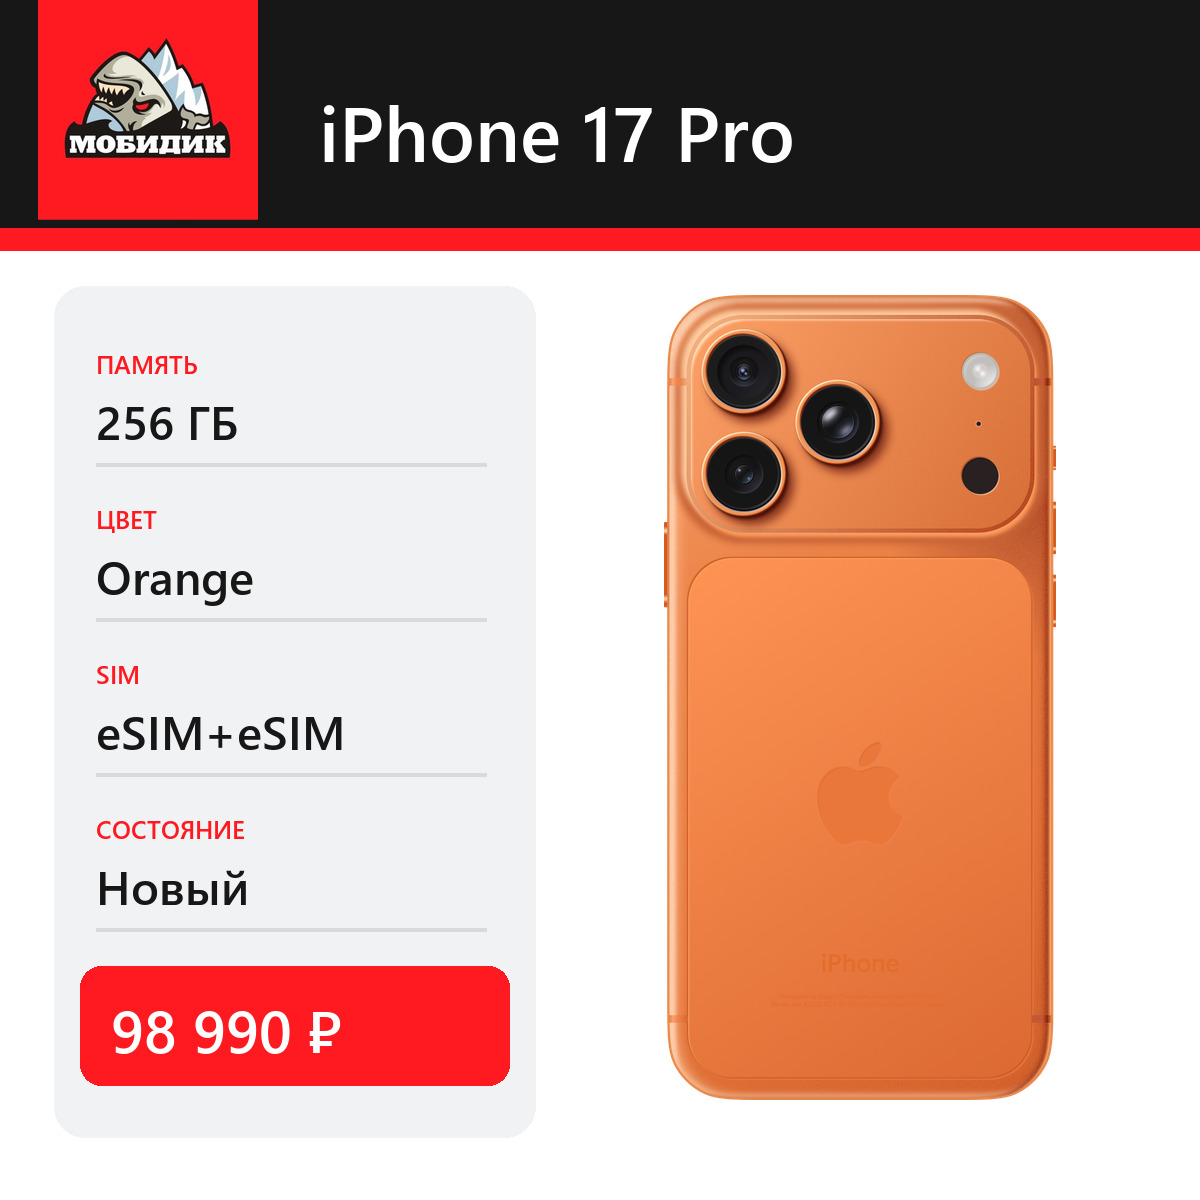 МОБИДИК
iPhone 17 Pro
ПАМЯТЬ
256 ГБ
ЦВЕТ
Orange
SIM
eSIM+eSIM
СОСТОЯНИЕ
Новый
98 990 ₽
iPhone